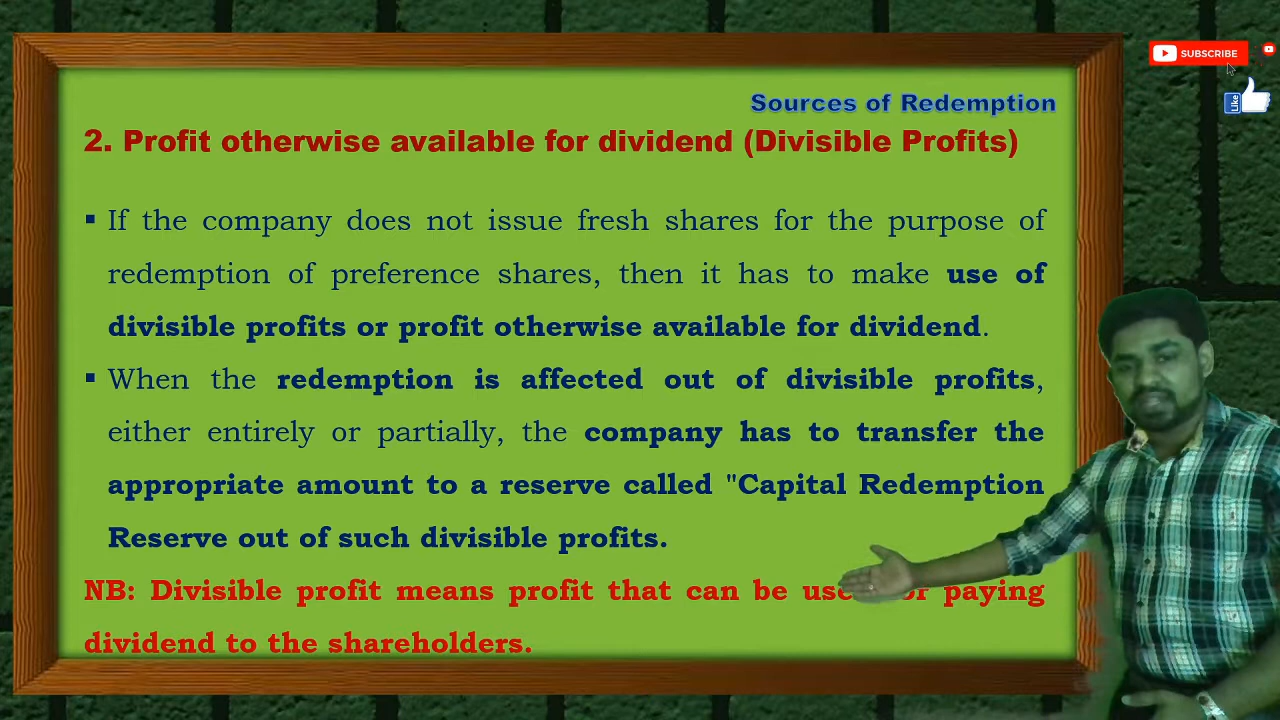 SUBSCRIBE
Like
Sources of Redemption
2. Profit otherwise available for dividend (Divisible Profits)
▪ If the company does not issue fresh shares for the purpose of
redemption of preference shares, then it has to make use of
divisible profits or profit otherwise available for dividend.
▪ When the redemption is affected out of divisible profits,
either entirely or partially, the company has to transfer the
appropriate amount to a reserve called "Capital Redemption
Reserve out of such divisible profits.
NB: Divisible profit means profit that can be paying
dividend to the shareholders.